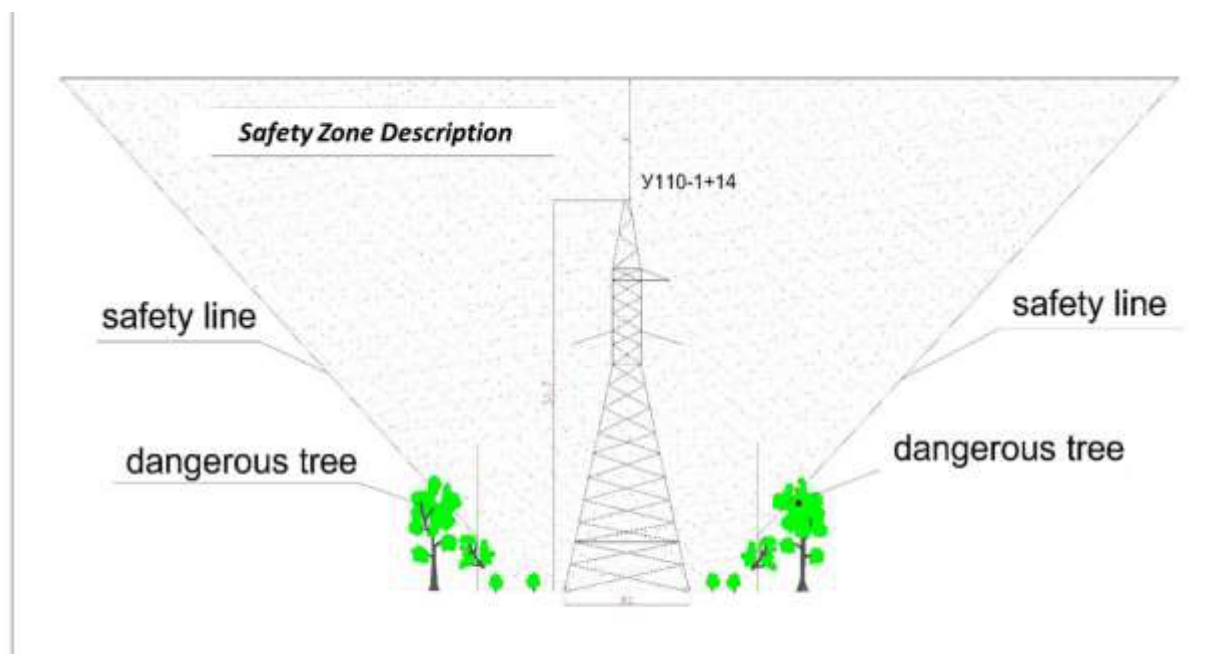 Safety Zone Description
У110-1+14
safety line
safety line
dangerous tree
dangerous tree